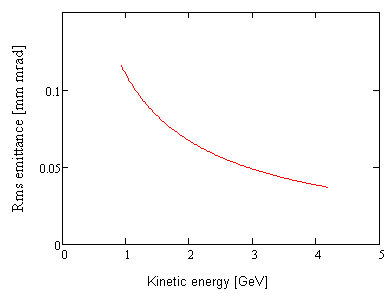 Rms emittance [mm mrad]
0.1
0.05
0
0 1 2 3 4 5
Kinetic energy [GeV]